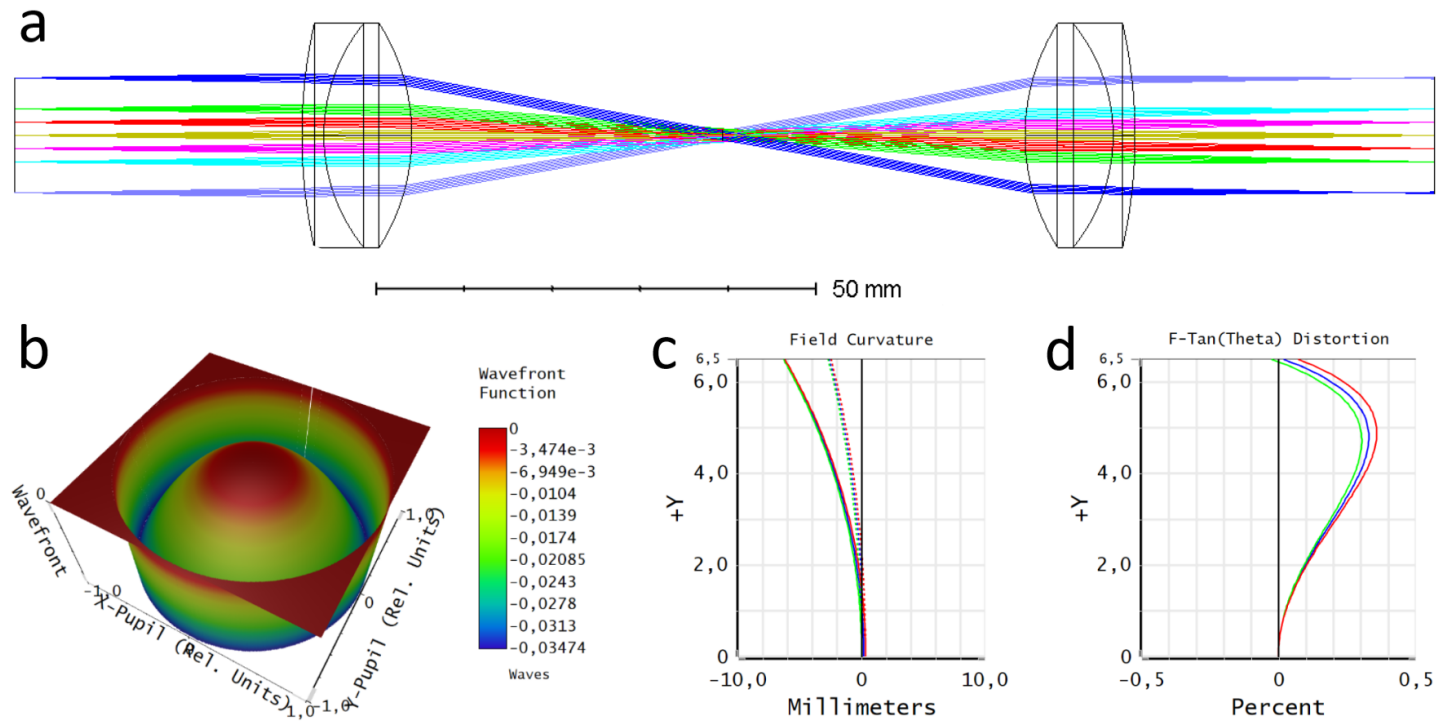 a
50 mm
b
Wavefront
Function
0
-3,474e-3
-6,949e-3
-0,0104
-0,0139
-0,0174
-0,02085
-0,0243
-0,0278
-0,0313
-0,03474
Waves
Wavefront
0
-1,0
X-Pupil (Rel. Units)
1,0
-1,0
Y-Pupil (Rel. Units)
0
1,0
c
Field Curvature
+Y
6,5
6,0
4,0
2,0
0
-10,0
0
10,0
Millimeters
d
F-Tan(Theta) Distortion
+Y
6,5
6,0
4,0
2,0
0
-0,5
0
0,5
Percent